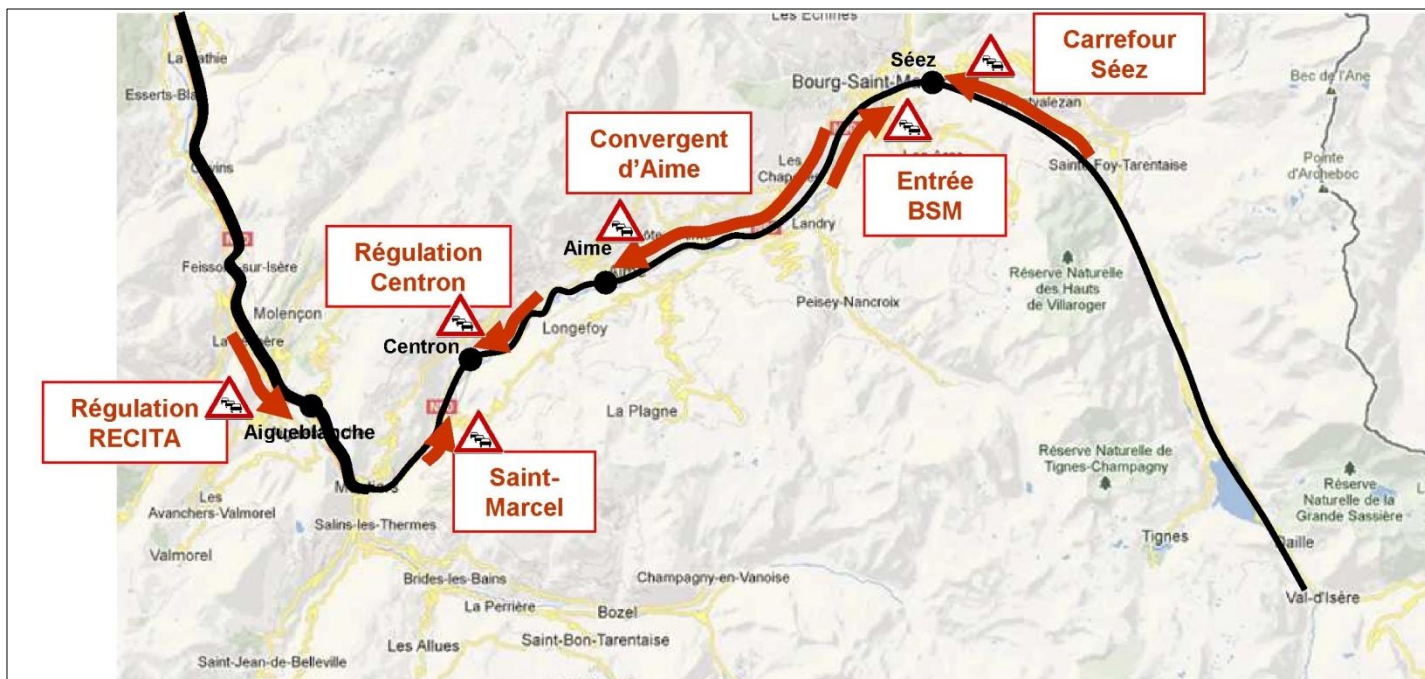 Les Echines
Carrefour
Séez
La Bathie
Séez
Bourg-Saint-Ma
Bec de l'Ane
Esserts-Bla
valezan
Convergent
d'Aime
Les
Chapelles
Sainte-Foy-Tarentaise
Pointe
d'Archeboc
Entrée
BSM
Landry
Régulation
Centron
Aime
Feissons-sur-Isère
Réserve Naturelle
des Hauts
de Villaroger
Molençon
Longefoy
Peisey-Nancroix
Centron
Régulation
RECITA
La Plagne
Aigueblanche
Saint-
Marcel
Réserve Naturelle de
Tignes-Champagny
Réserve
Naturelle de la
Grande Sassière
Les
Avanchers-Valmorel
Salins-les-Thermes
Valmorel
Tignes
Daille
Brides-les-Bains
Champagny-en-Vanoise
Val-d'Isère
La Perrière
Bozel
Les Allues
Saint-Bon-Tarentaise
Saint-Jean-de-Belleville